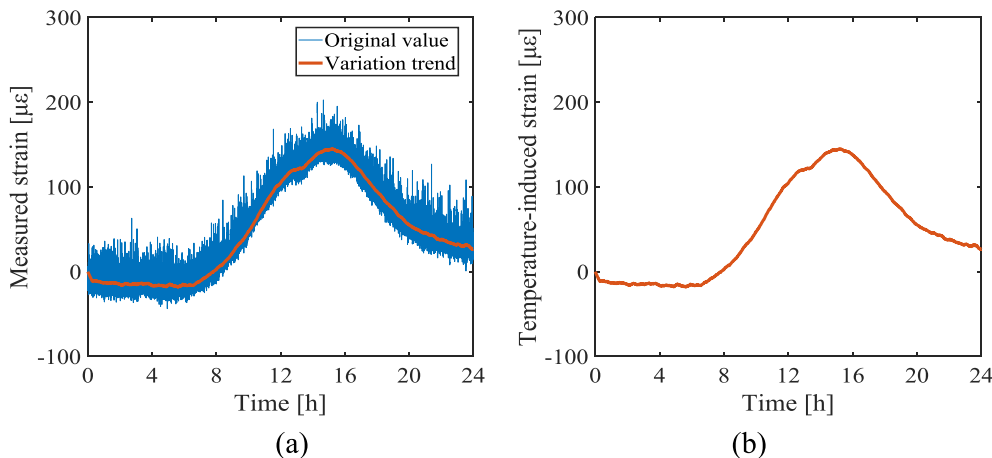 300
200
100
0
-100
Measured strain [με]
Original value
Variation trend
0 4 8 12 16 20 24
Time [h]
(a)
300
200
100
0
-100
Temperature-induced strain [με]
0 4 8 12 16 20 24
Time [h]
(b)